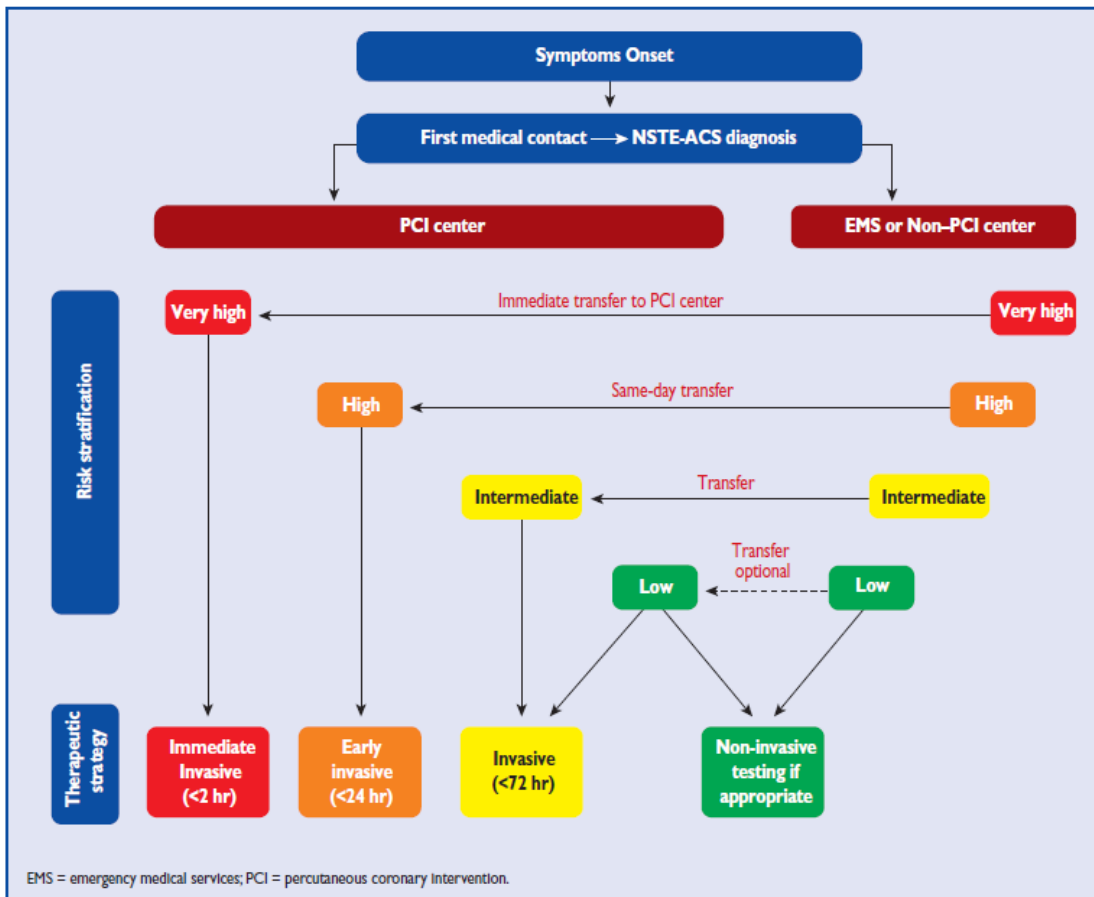 Symptoms Onset
First medical contact → NSTE-ACS diagnosis
PCI center
EMS or Non–PCI center
Risk stratification
Very high
Immediate transfer to PCI center
Very high
High
Same-day transfer
High
Intermediate
Transfer
Intermediate
Low
Transfer
optional
Low
Therapeutic
strategy
Immediate
Invasive
(<2 hr)
Early
invasive
(<24 hr)
Invasive
(<72 hr)
Non-invasive
testing if
appropriate
EMS = emergency medical services; PCI = percutaneous coronary intervention.